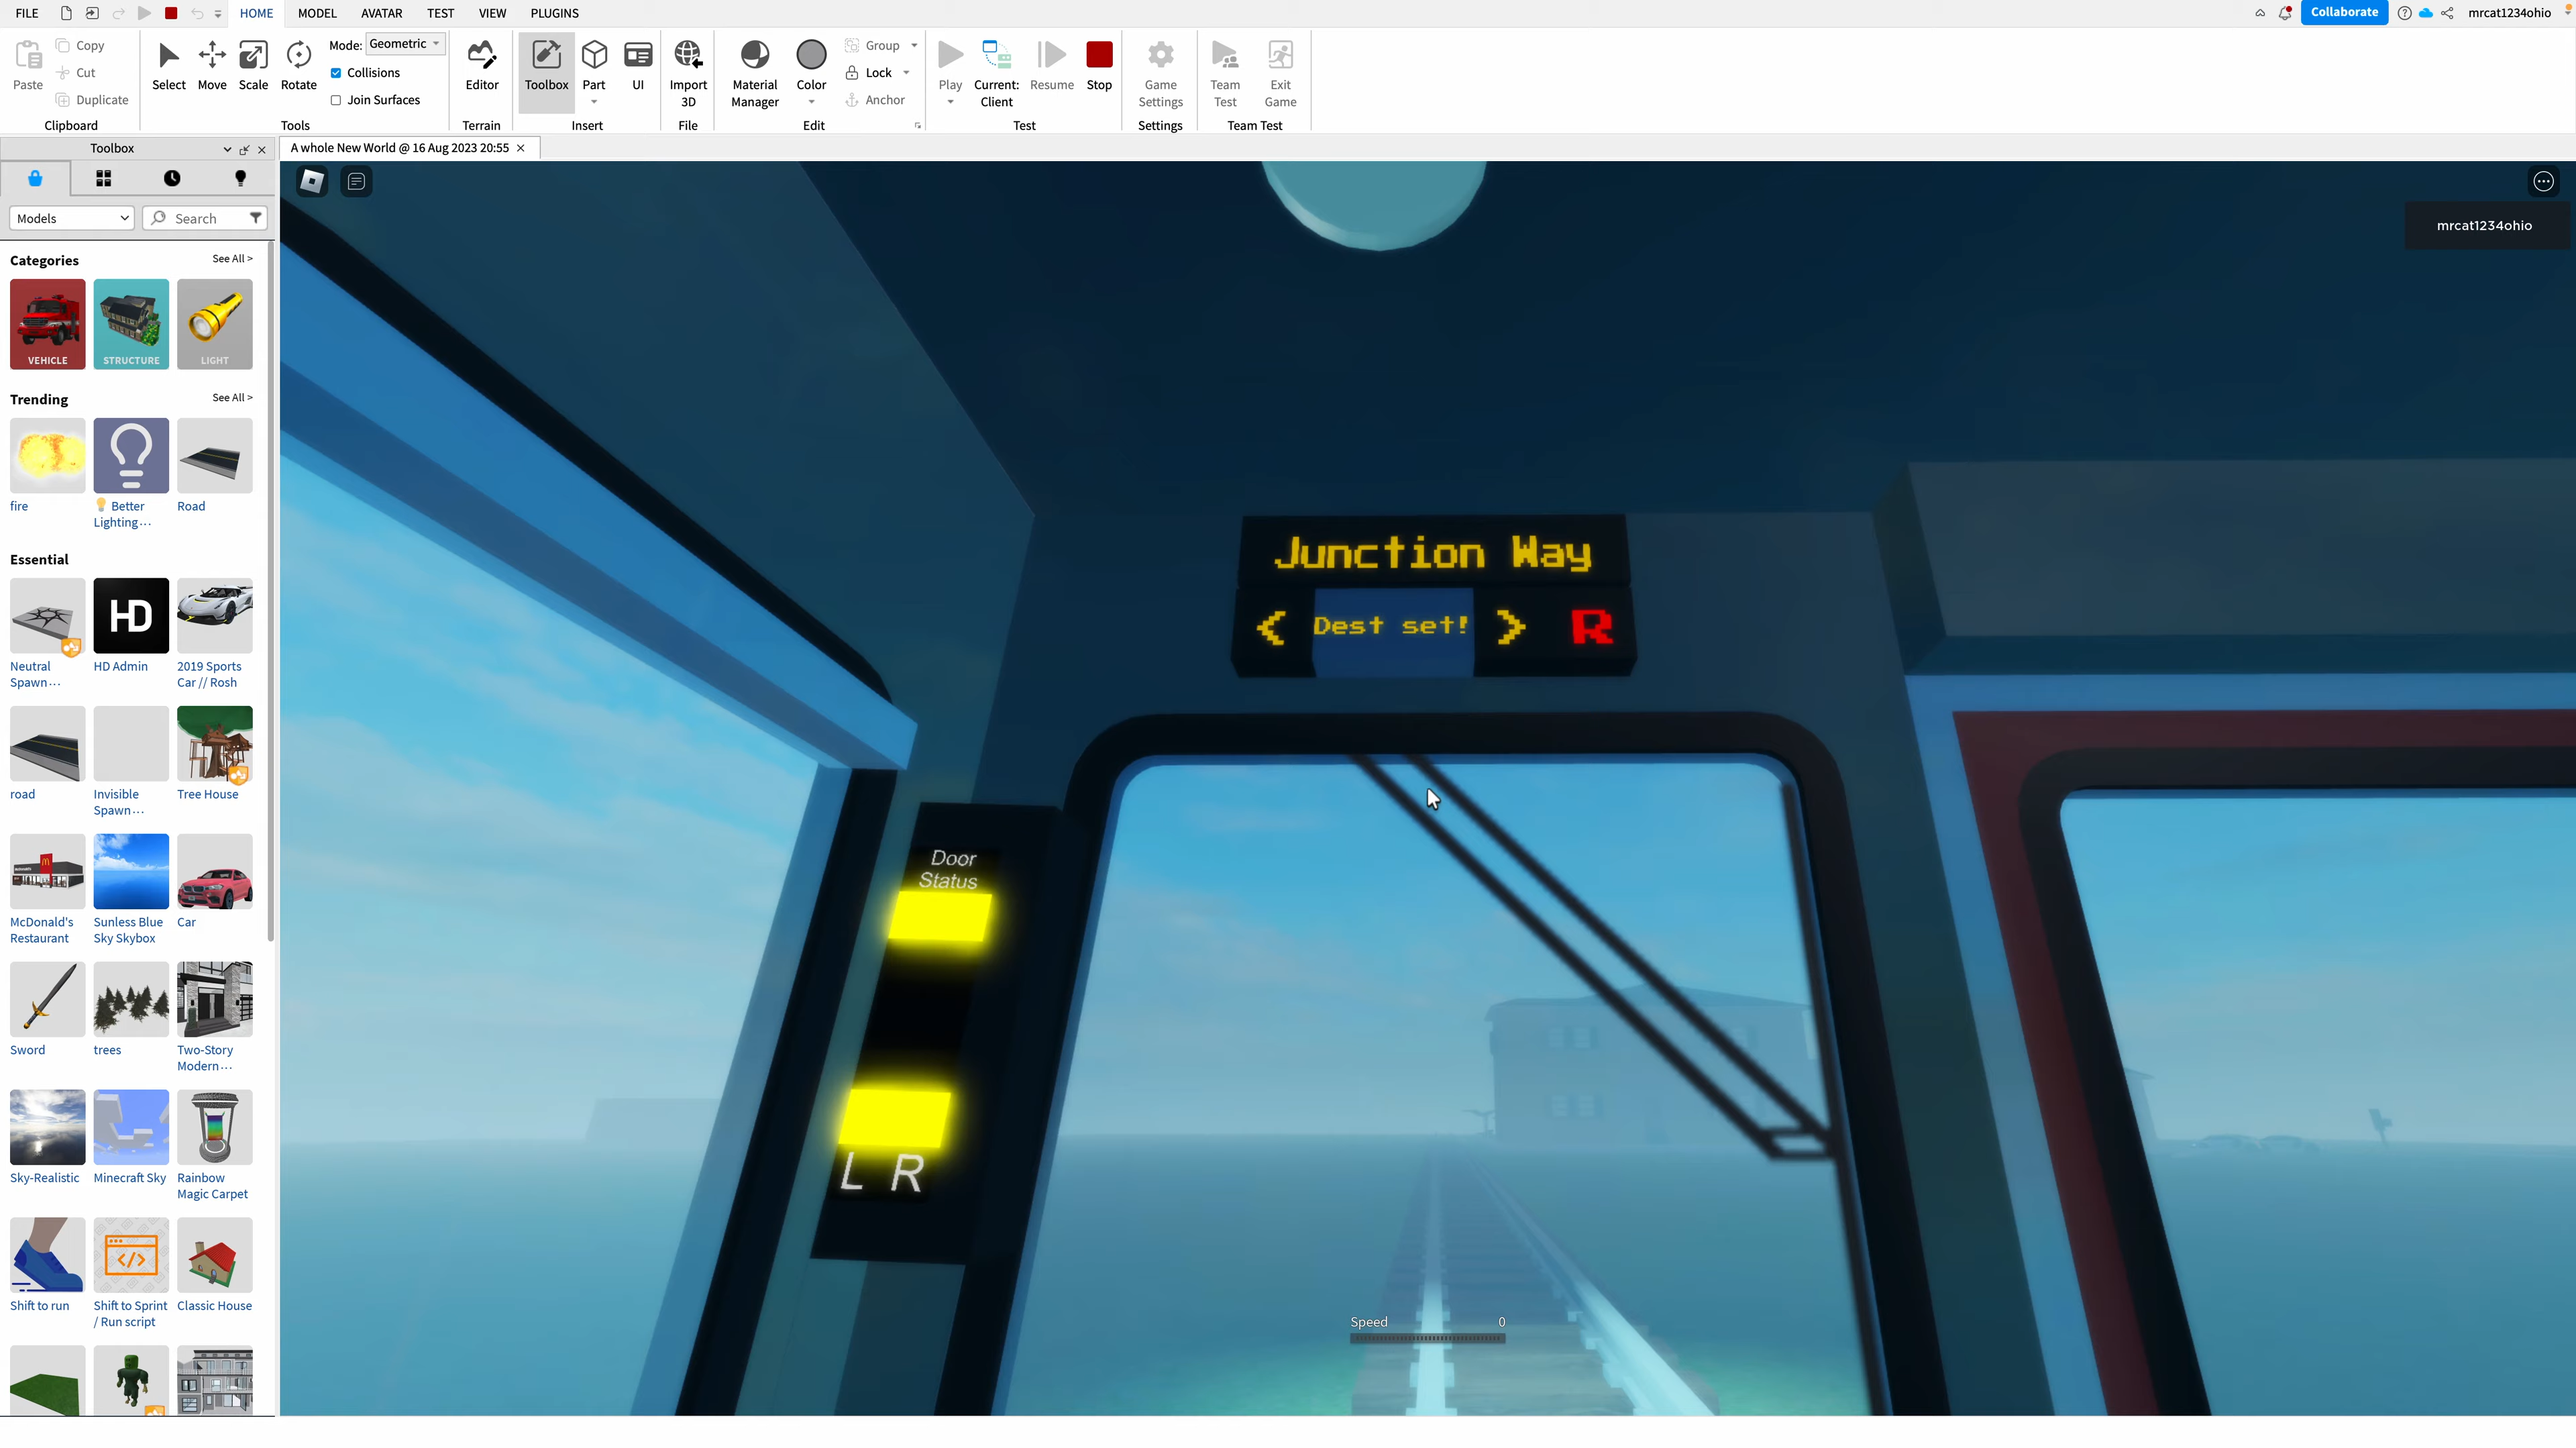 FILE
HOME
MODEL
AVATAR
TEST
VIEW
PLUGINS
Collaborate
mrcat1234ohio
Paste
Copy
Cut
Duplicate
Clipboard
Select
Move
Scale
Rotate
Mode:
Geometric
Collisions
Join Surfaces
Tools
Editor
Terrain
Toolbox
Part
UI
Insert
Import
3D
File
Material
Manager
Color
Group
Lock
Anchor
Edit
Play
Current:
Client
Resume
Stop
Test
Game
Settings
Settings
Team
Test
Exit
Game
Team Test
Toolbox
A whole New World @ 16 Aug 2023 20:55
Models
Search
Categories
See All >
VEHICLE
STRUCTURE
LIGHT
Trending
See All >
fire
Better
Lighting...
Road
Essential
HD
Neutral
Spawn...
HD Admin
2019 Sports
Car // Rosh
road
Invisible
Spawn...
Tree House
McDonald's
Restaurant
Sunless Blue
Sky Skybox
Car
Sword
trees
Two-Story
Modern...
Sky-Realistic
Minecraft Sky
Rainbow
Magic Carpet
Shift to run
Shift to Sprint
/ Run script
Classic House
mrcat1234ohio
Junction Way
< Dest set! > R
Door
Status
L R
Speed 0